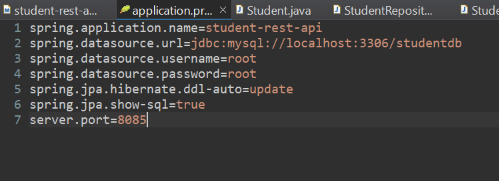 student-rest-a... application.pr... Student.java StudentReposit... Stude
1 spring.application.name=student-rest-api
2 spring.datasource.url=jdbc:mysql://localhost:3306/studentdb
3 spring.datasource.username=root
4 spring.datasource.password=root
5 spring.jpa.hibernate.ddl-auto=update
6 spring.jpa.show-sql=true
7 server.port=8085